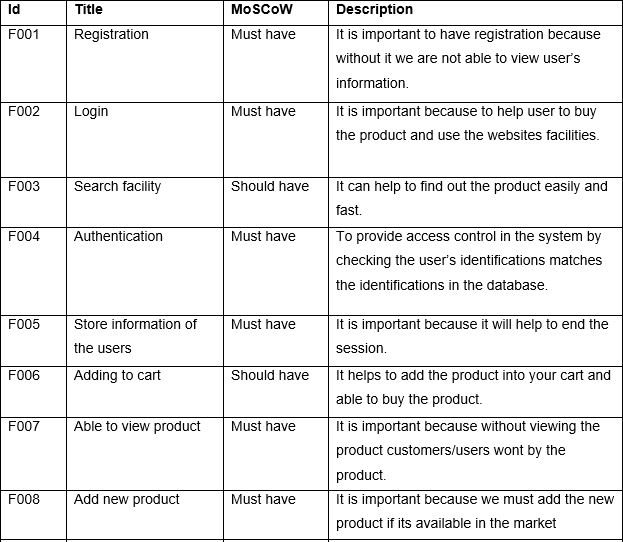 Id Title MoSCoW Description
F001 Registration Must have It is important to have registration because
without it we are not able to view user's
information.
F002 Login Must have It is important because to help user to buy
the product and use the websites facilities.
F003 Search facility Should have It can help to find out the product easily and
fast.
F004 Authentication Must have To provide access control in the system by
checking the user's identifications matches
the identifications in the database.
F005 Store information of Must have It is important because it will help to end the
the users session.
F006 Adding to cart Should have It helps to add the product into your cart and
able to buy the product.
F007 Able to view product Must have It is important because without viewing the
product customers/users wont by the
product.
F008 Add new product Must have It is important because we must add the new
product if its available in the market